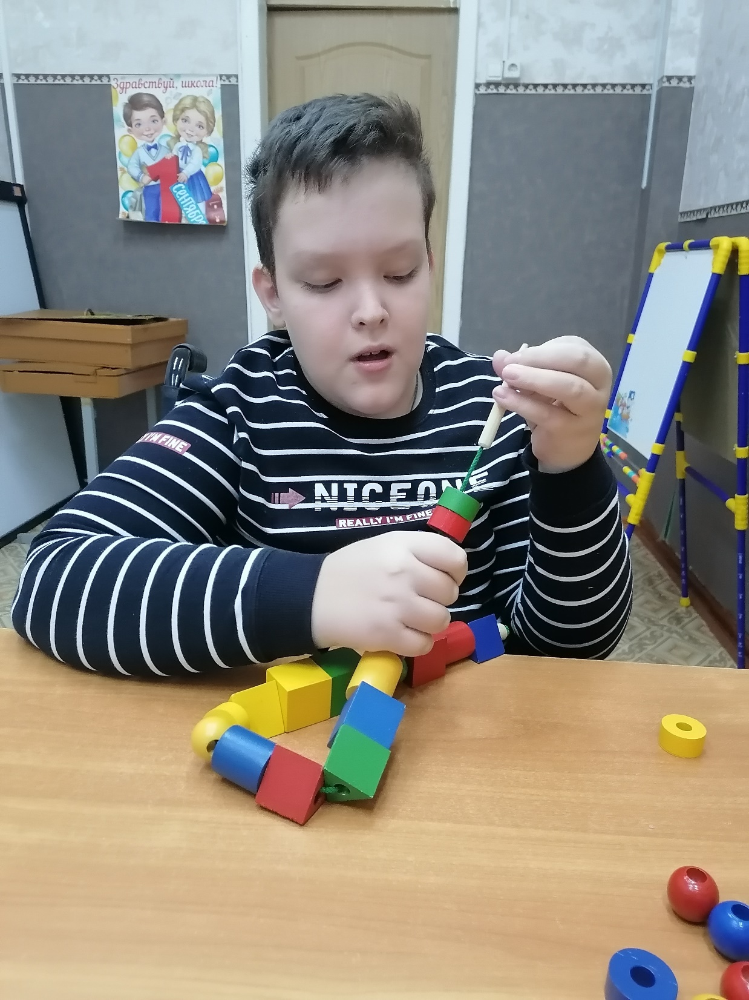 Здравствуй, школа!
1
СЕНТЯБРЯ
I'M FINE
NICEONE
REALLY I'M FINE